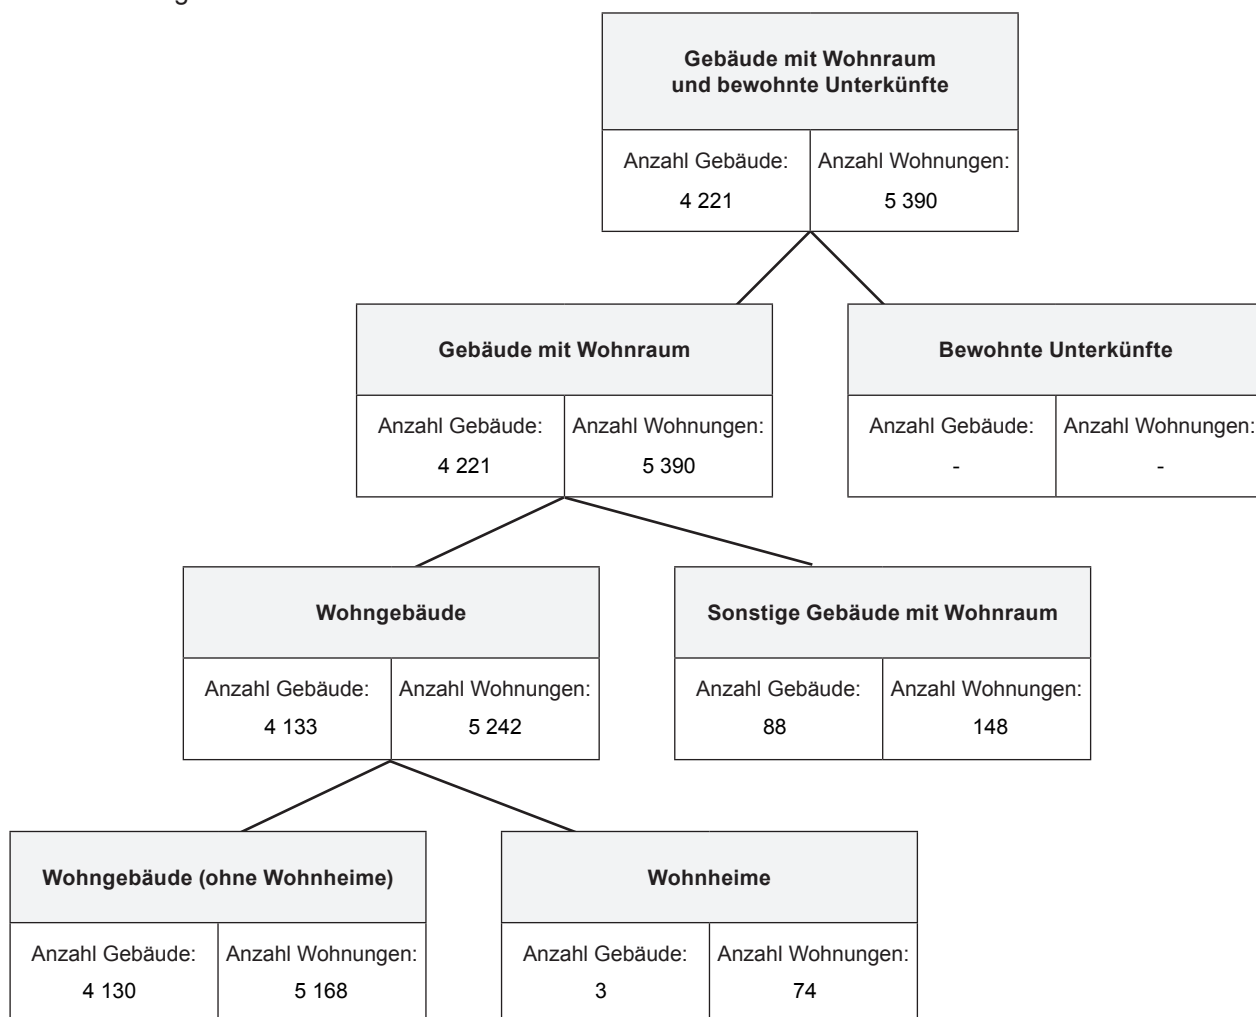 Gebäude mit Wohnraum
und bewohnte Unterkünfte
Anzahl Gebäude: Anzahl Wohnungen:
4 221 5 390
Gebäude mit Wohnraum
Anzahl Gebäude: Anzahl Wohnungen:
4 221 5 390
Bewohnte Unterkünfte
Anzahl Gebäude: Anzahl Wohnungen:
- -
Wohngebäude
Anzahl Gebäude: Anzahl Wohnungen:
4 133 5 242
Sonstige Gebäude mit Wohnraum
Anzahl Gebäude: Anzahl Wohnungen:
88 148
Wohngebäude (ohne Wohnheime)
Anzahl Gebäude: Anzahl Wohnungen:
4 130 5 168
Wohnheime
Anzahl Gebäude: Anzahl Wohnungen:
3 74